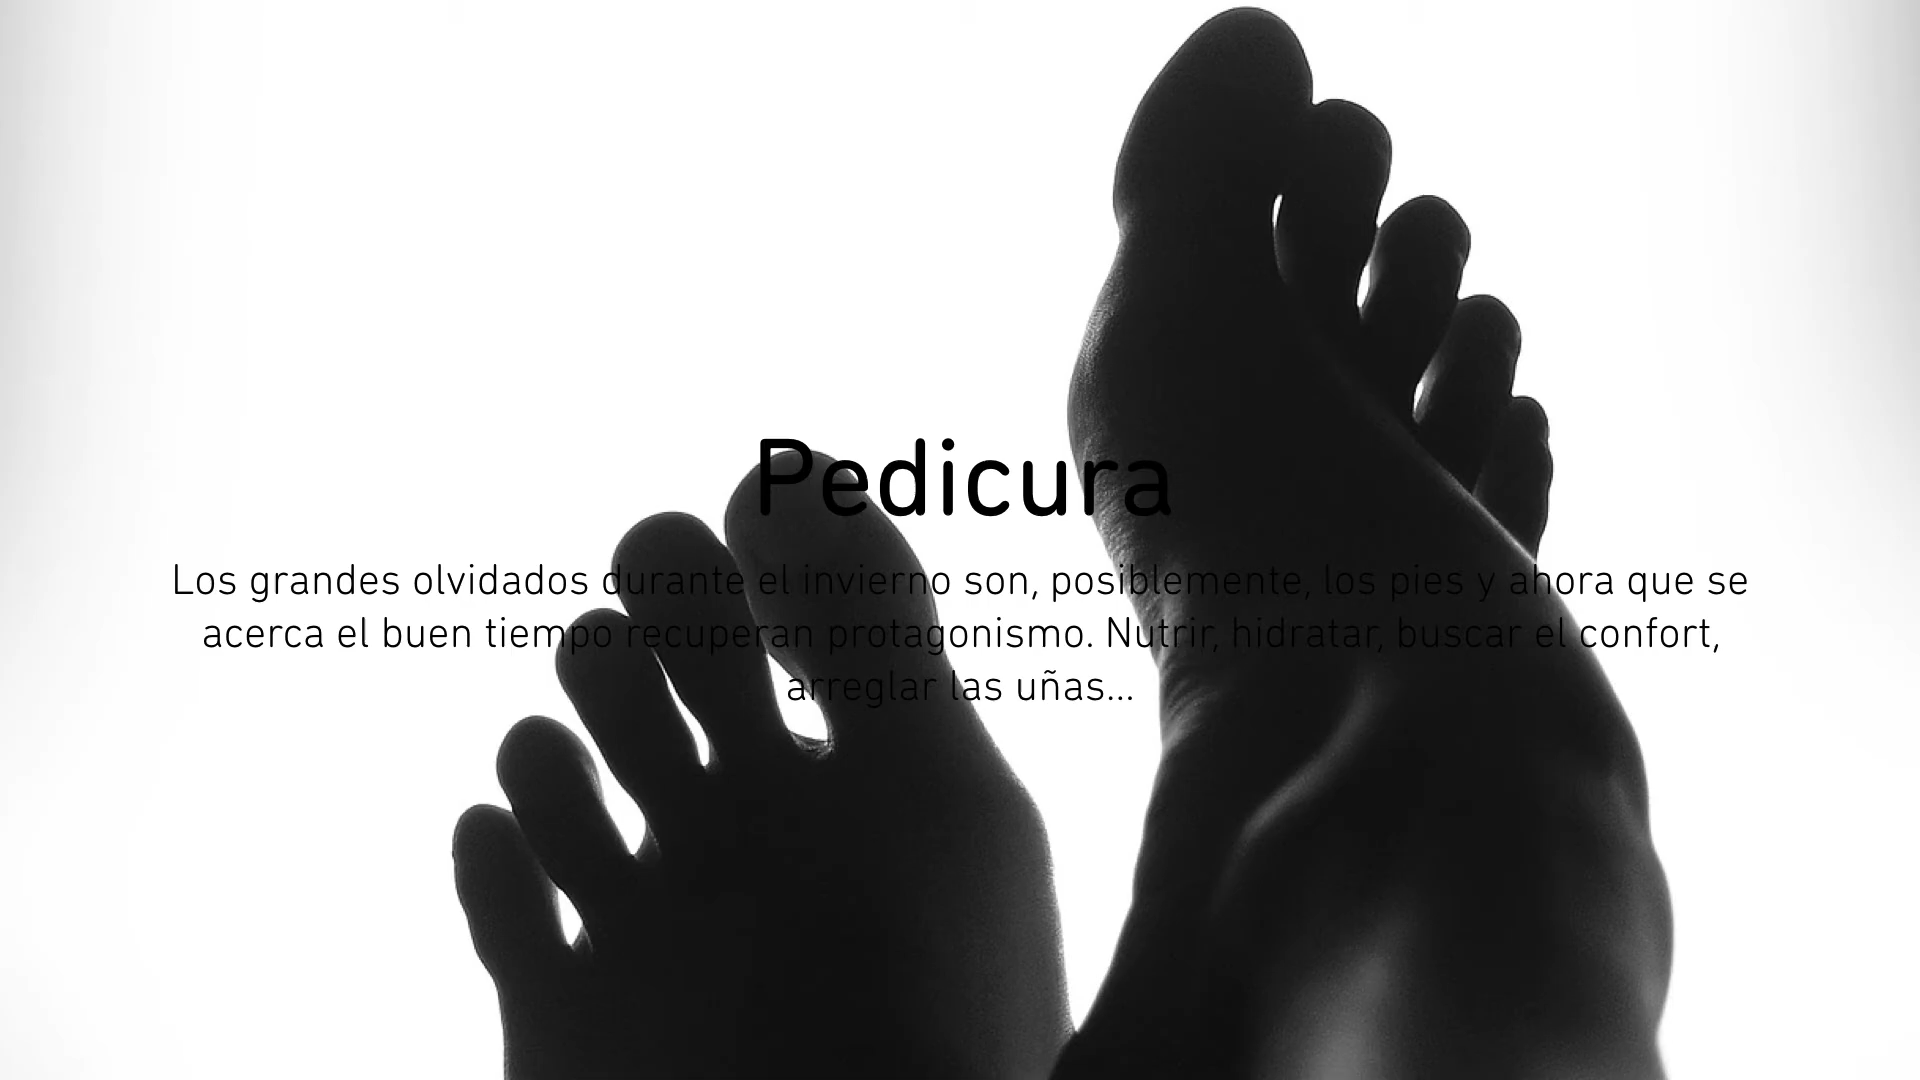 Pedicura
Los grandes olvidados durante el invierno son, posiblemente, los pies y ahora que se
acerca el buen tiempo recuperan protagonismo. Nutrir, hidratar, buscar el confort,
arreglar las uñas...